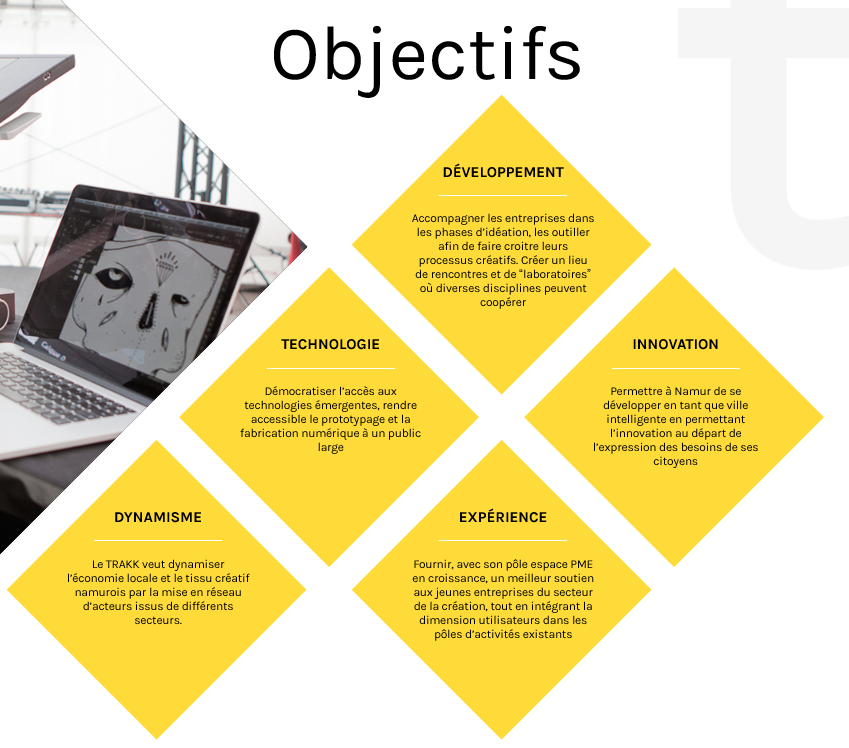 Objectifs
DÉVELOPPEMENT
Accompagner les entreprises dans
les phases d'idéation, les outiller
afin de faire croitre leurs
processus créatifs. Créer un lieu
de rencontres et de “laboratoires”
où diverses disciplines peuvent
coopérer
TECHNOLOGIE
Démocratiser l'accès aux
technologies émergentes, rendre
accessible le prototypage et la
fabrication numérique à un public
large
INNOVATION
Permettre à Namur de se
développer en tant que ville
intelligente en permettant
l'innovation au départ de
l'expression des besoins de ses
citoyens
DYNAMISME
Le TRAKK veut dynamiser
l'économie locale et le tissu créatif
namurois par la mise en réseau
d'acteurs issus de différents
secteurs.
EXPÉRIENCE
Fournir, avec son pôle espace PME
en croissance, un meilleur soutien
aux jeunes entreprises du secteur
de la création, tout en intégrant la
dimension utilisateurs dans les
pôles d'activités existants
t